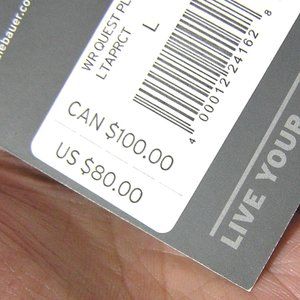 ebauer.co
WR QUEST PL
LTAPRCT
L
4 00012 24162 8
CAN $100.00
US $80.00
LIVE YOUR